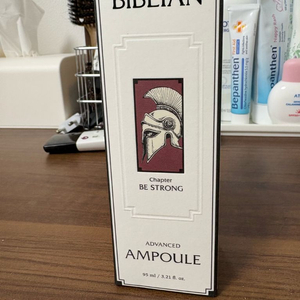 BIBLIAN
Chapter
BE STRONG
ADVANCED
AMPOULE
95 ml / 3.21 fl. oz.
Bepanthen
Bepanthen